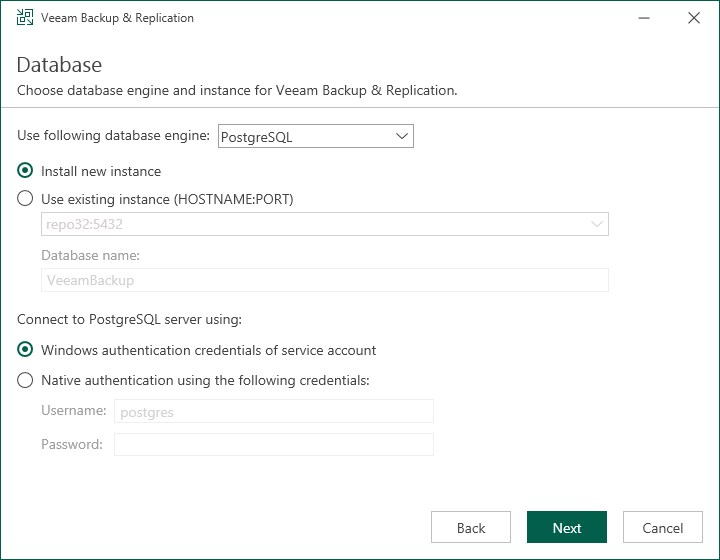 Veeam Backup & Replication
Database
Choose database engine and instance for Veeam Backup & Replication.
Use following database engine: PostgreSQL
Install new instance
Use existing instance (HOSTNAME:PORT)
repo32:5432
Database name:
VeeamBackup
Connect to PostgreSQL server using:
Windows authentication credentials of service account
Native authentication using the following credentials:
Username: postgres
Password:
Back Next Cancel